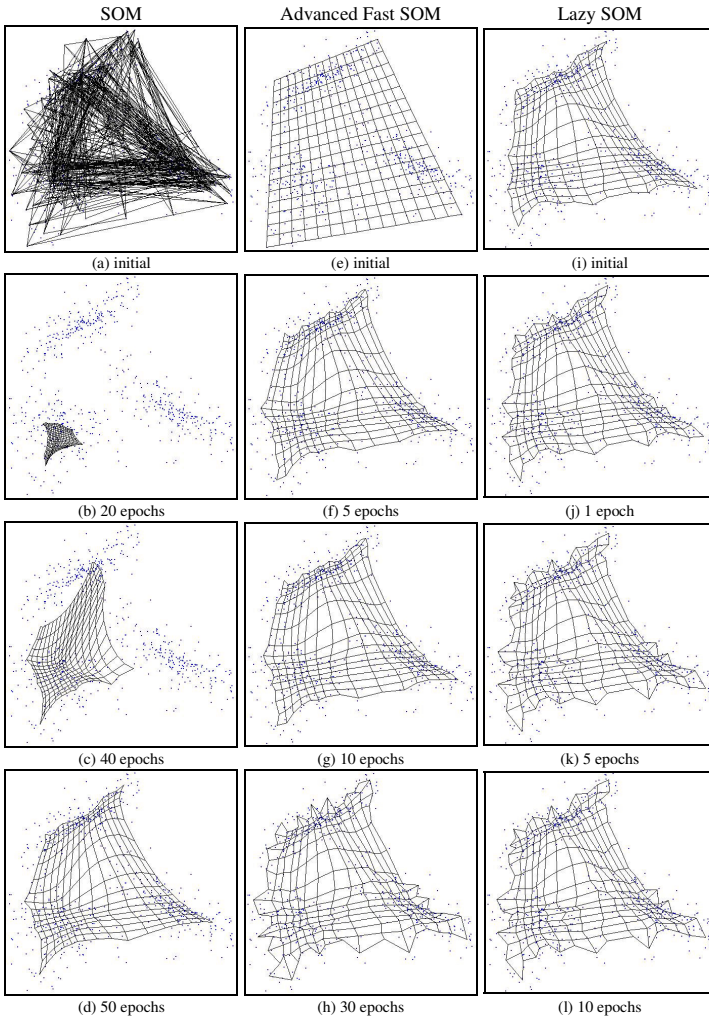 SOM Advanced Fast SOM Lazy SOM
(a) initial (e) initial (i) initial
(b) 20 epochs (f) 5 epochs (j) 1 epoch
(c) 40 epochs (g) 10 epochs (k) 5 epochs
(d) 50 epochs (h) 30 epochs (l) 10 epochs